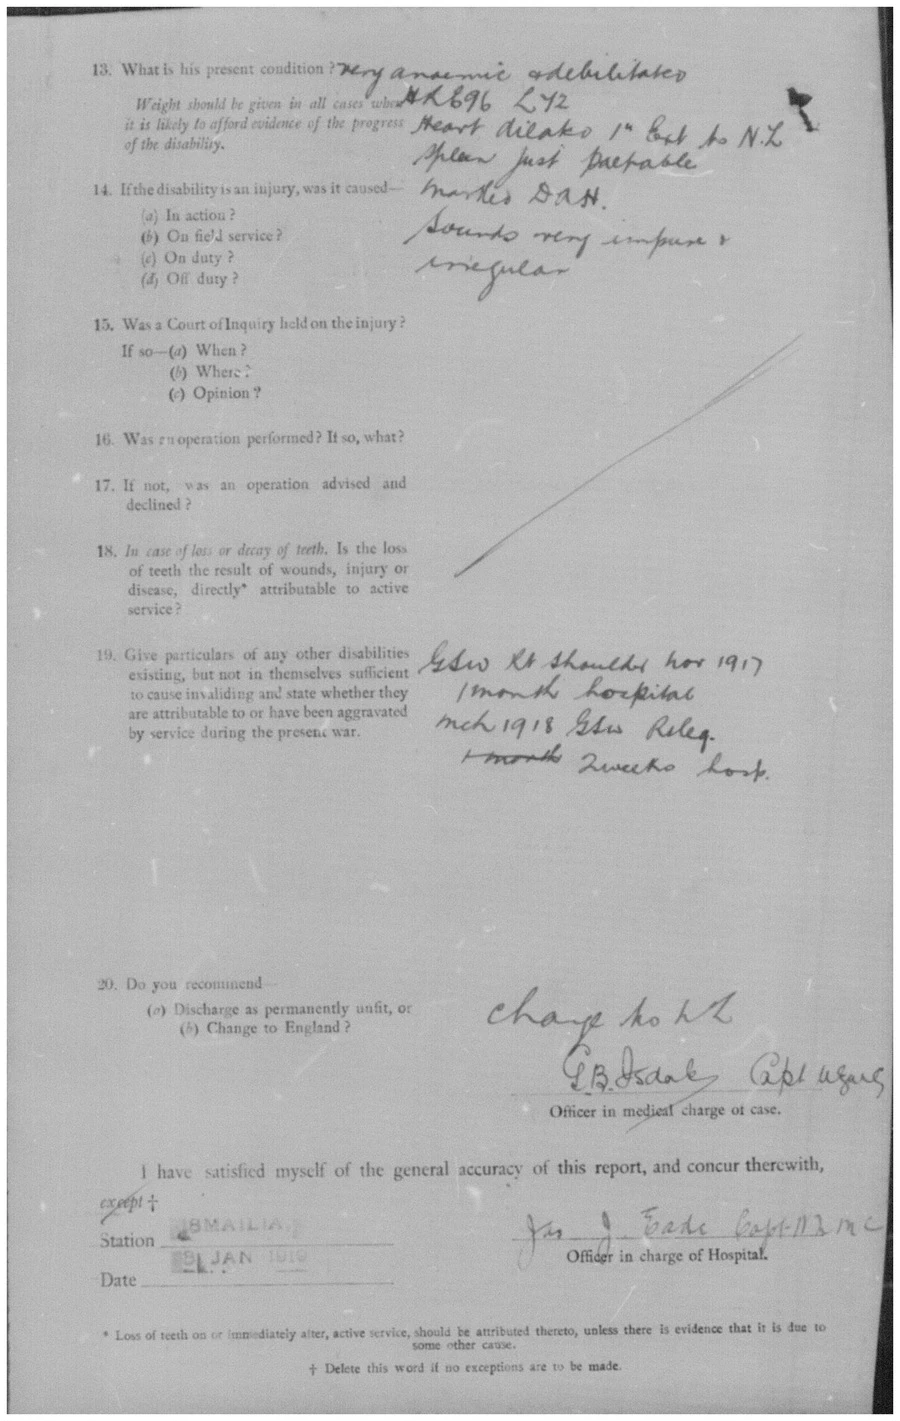 13. What is his present condition? very anaemic & debilitated
Weight should be given in all cases when
it is likely to afford evidence of the progress
of the disability.
Heart dilated 1" Ext to N.L
Spleen just palpable
Marked DAH.
Sounds very impure &
irregular
14. If the disability is an injury, was it caused—
(a) In action?
(b) On field service?
(c) On duty?
(d) Off duty?
15. Was a Court of Inquiry held on the injury?
If so—(a) When?
(b) Where?
(c) Opinion?
16. Was an operation performed? If so, what?
17. If not, was an operation advised and
declined?
18. In case of loss or decay of teeth. Is the loss
of teeth the result of wounds, injury or
disease, directly* attributable to active
service?
19. Give particulars of any other disabilities
existing, but not in themselves sufficient
to cause invaliding and state whether they
are attributable to or have been aggravated
by service during the present war.
GSW Rt shoulder Nov 1917
1 month hospital
Mch 1918 GSW R leg.
1 month 2 weeks hosp.
20. Do you recommend—
(a) Discharge as permanently unfit, or
(b) Change to England?
Change to
G.B. Isdale Capt
Officer in medical charge of case.
I have satisfied myself of the general accuracy of this report, and concur therewith,
except †
Station ISMAILIA.
Jas J. Eade Capt
Officer in charge of Hospital.
8 JAN 1919
Date
* Loss of teeth on or immediately after, active service, should be attributed thereto, unless there is evidence that it is due to
some other cause.
† Delete this word if no exceptions are to be made.